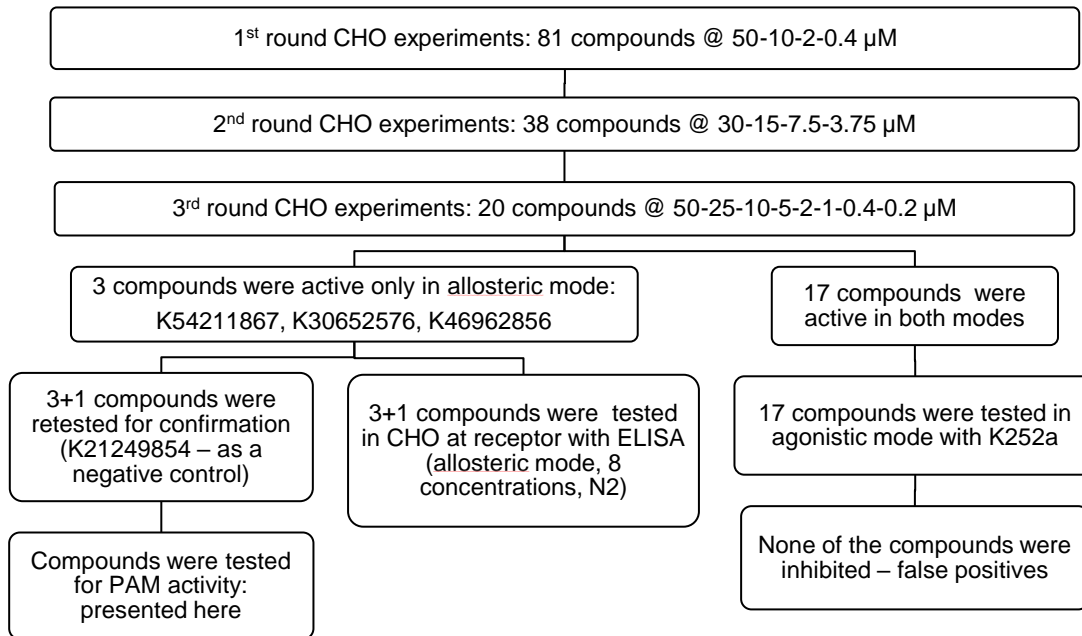 1st round CHO experiments: 81 compounds @ 50-10-2-0.4 µM
2nd round CHO experiments: 38 compounds @ 30-15-7.5-3.75 µM
3rd round CHO experiments: 20 compounds @ 50-25-10-5-2-1-0.4-0.2 µM
3 compounds were active only in allosteric mode:
K54211867, K30652576, K46962856
17 compounds were
active in both modes
3+1 compounds were
retested for confirmation
(K21249854 – as a
negative control)
3+1 compounds were tested
in CHO at receptor with ELISA
(allosteric mode, 8
concentrations, N2)
17 compounds were tested in
agonistic mode with K252a
Compounds were tested
for PAM activity:
presented here
None of the compounds were
inhibited – false positives